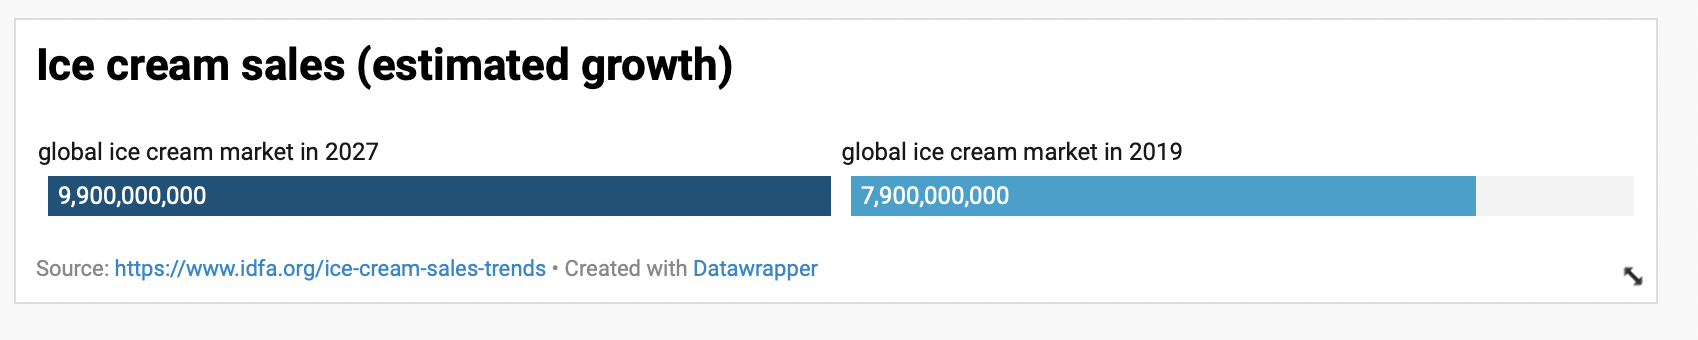 Ice cream sales (estimated growth)
global ice cream market in 2027
9,900,000,000
global ice cream market in 2019
7,900,000,000
Source: https://www.idfa.org/ice-cream-sales-trends • Created with Datawrapper